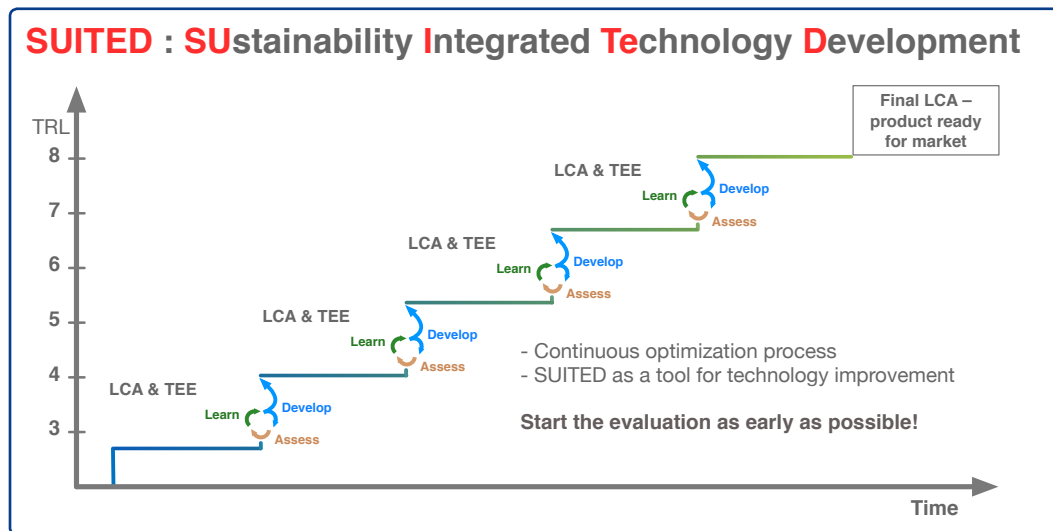 SUITED : SUstainability Integrated Technology Development
TRL
8
7
6
5
4
3
Final LCA –
product ready
for market
LCA & TEE
Learn
Develop
Assess
LCA & TEE
Learn
Develop
Assess
LCA & TEE
Learn
Develop
Assess
LCA & TEE
Learn
Develop
Assess
- Continuous optimization process
- SUITED as a tool for technology improvement
Start the evaluation as early as possible!
Time